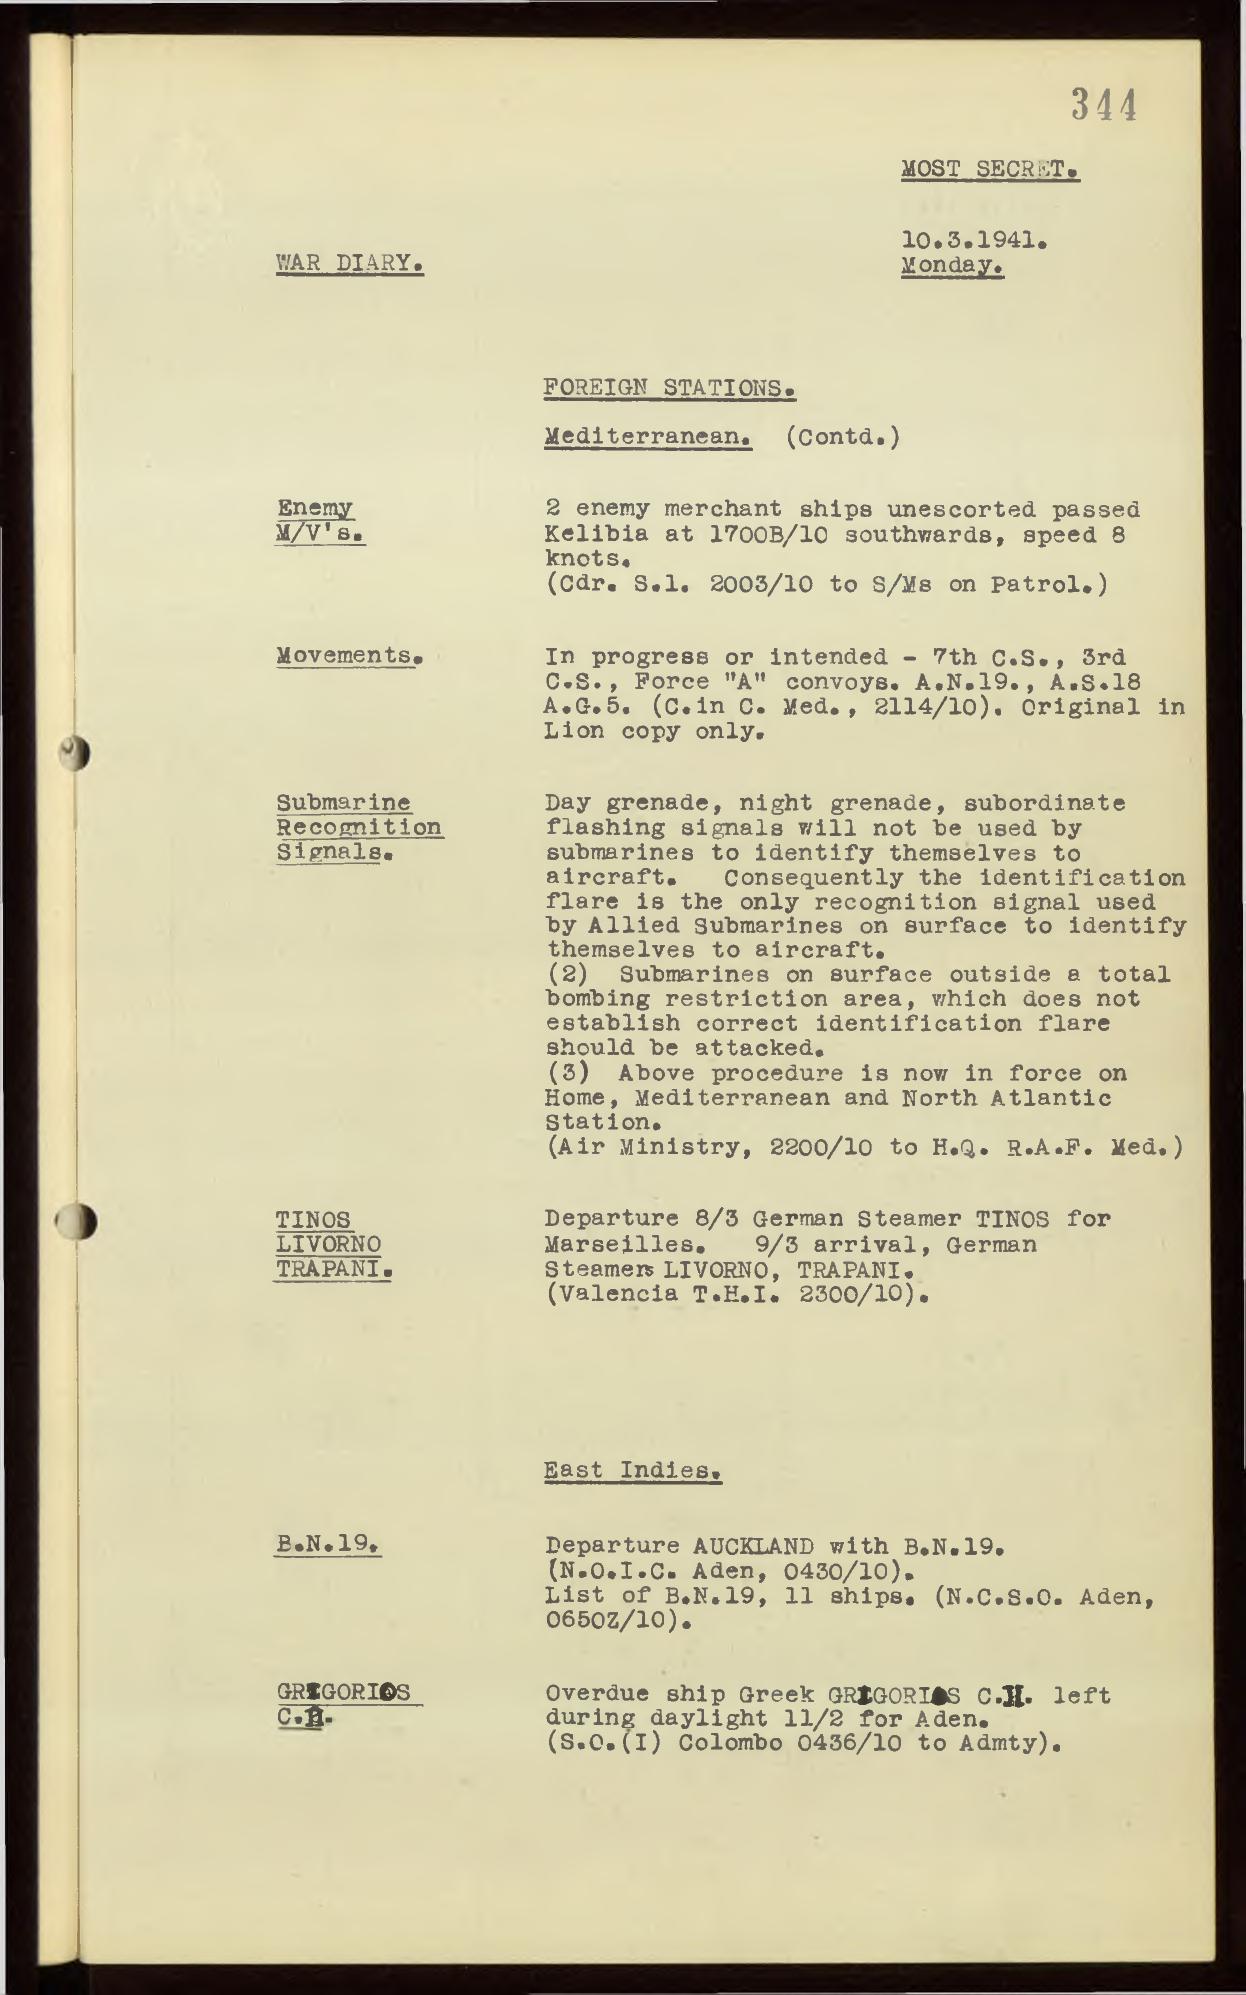 344
MOST SECRET.
10.3.1941.
WAR DIARY. Monday.
FOREIGN STATIONS.
Mediterranean. (Contd.)
Enemy 2 enemy merchant ships unescorted passed
M/V's. Kelibia at 1700B/10 southwards, speed 8
knots.
(Cdr. S.1. 2003/10 to S/Ms on Patrol.)
Movements. In progress or intended - 7th C.S., 3rd
C.S., Force "A" convoys. A.N.19., A.S.18
A.G.5. (C.in C. Med., 2114/10). Original in
Lion copy only.
Submarine Day grenade, night grenade, subordinate
Recognition flashing signals will not be used by
Signals. submarines to identify themselves to
aircraft. Consequently the identification
flare is the only recognition signal used
by Allied Submarines on surface to identify
themselves to aircraft.
(2) Submarines on surface outside a total
bombing restriction area, which does not
establish correct identification flare
should be attacked.
(3) Above procedure is now in force on
Home, Mediterranean and North Atlantic
Station.
(Air Ministry, 2200/10 to H.Q. R.A.F. Med.)
TINOS Departure 8/3 German Steamer TINOS for
LIVORNO Marseilles. 9/3 arrival, German
TRAPANI. Steamers LIVORNO, TRAPANI.
(Valencia T.H.I. 2300/10).
East Indies.
B.N.19. Departure AUCKLAND with B.N.19.
(N.O.I.C. Aden, 0430/10).
List of B.N.19, 11 ships. (N.C.S.O. Aden,
0650Z/10).
GRIGORIOS Overdue ship Greek C.H. left
during daylight 11/2 for Aden.
(S.O.(I) Colombo 0436/10 to Admty).